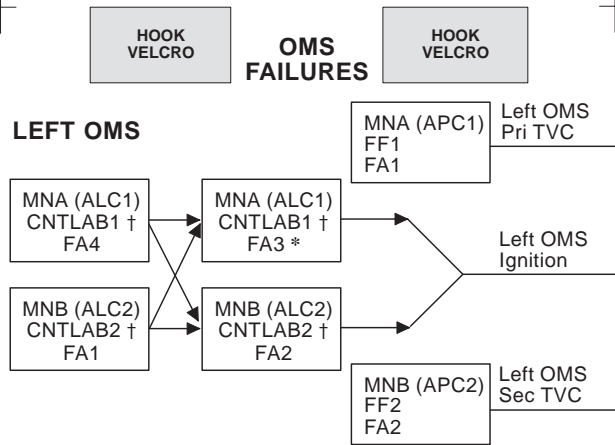 HOOK
VELCRO
OMS
FAILURES
HOOK
VELCRO
LEFT OMS
MNA (APC1)
FF1
FA1
Left OMS
Pri TVC
MNA (ALC1)
CNTLAB1 †
FA4
MNA (ALC1)
CNTLAB1 †
FA3 *
Left OMS
Ignition
MNB (ALC2)
CNTLAB2 †
FA1
MNB (ALC2)
CNTLAB2 †
FA2
MNB (APC2)
FF2
FA2
Left OMS
Sec TVC